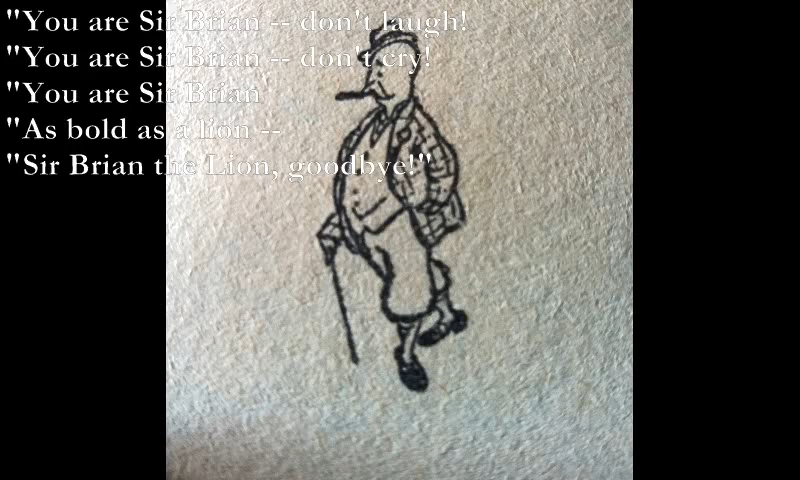 "You are Sir Brian -- don't laugh!
"You are Sir Brian -- don't cry!
"You are Sir Brian
"As bold as a lion --
"Sir Brian the Lion, goodbye!"